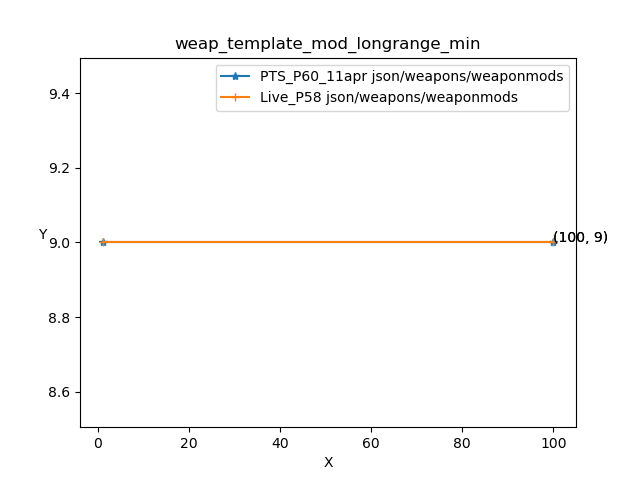 weap_template_mod_longrange_min
PTS_P60_11apr json/weapons/weaponmods
Live_P58 json/weapons/weaponmods
9.4
9.2
Y
9.0
(100, 9)
8.8
8.6
0
20
40
60
80
100
X